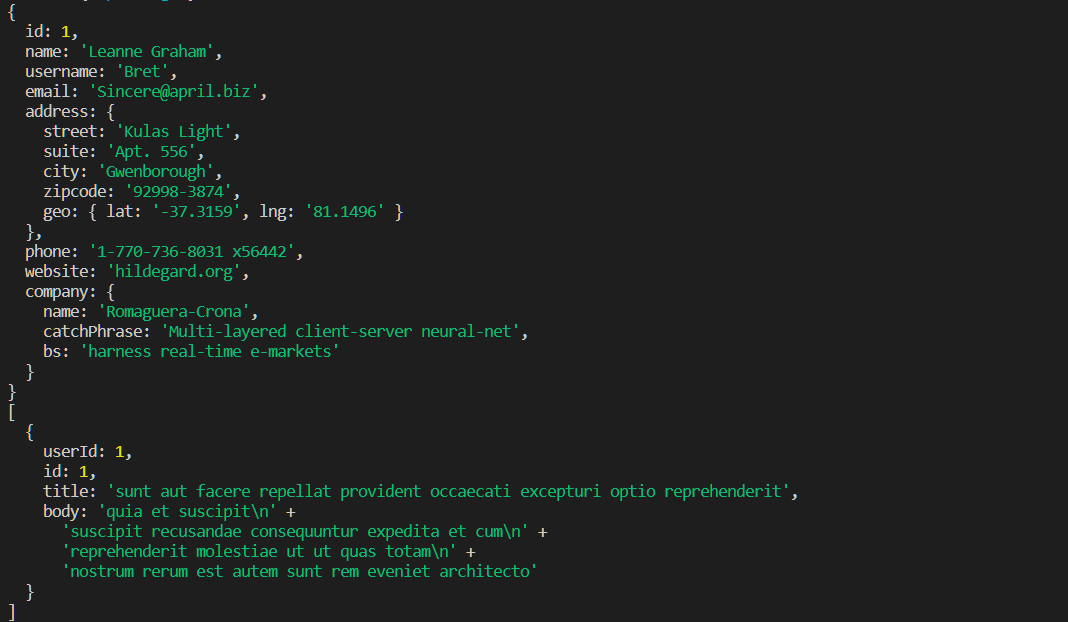 {
  id: 1,
  name: 'Leanne Graham',
  username: 'Bret',
  email: 'Sincere@april.biz',
  address: {
    street: 'Kulas Light',
    suite: 'Apt. 556',
    city: 'Gwenborough',
    zipcode: '92998-3874',
    geo: { lat: '-37.3159', lng: '81.1496' }
  },
  phone: '1-770-736-8031 x56442',
  website: 'hildegard.org',
  company: {
    name: 'Romaguera-Crona',
    catchPhrase: 'Multi-layered client-server neural-net',
    bs: 'harness real-time e-markets'
  }
}
[
  {
    userId: 1,
    id: 1,
    title: 'sunt aut facere repellat provident occaecati excepturi optio reprehenderit',
    body: 'quia et suscipit\n' +
      'suscipit recusandae consequuntur expedita et cum\n' +
      'reprehenderit molestiae ut ut quas totam\n' +
      'nostrum rerum est autem sunt rem eveniet architecto'
  }
]